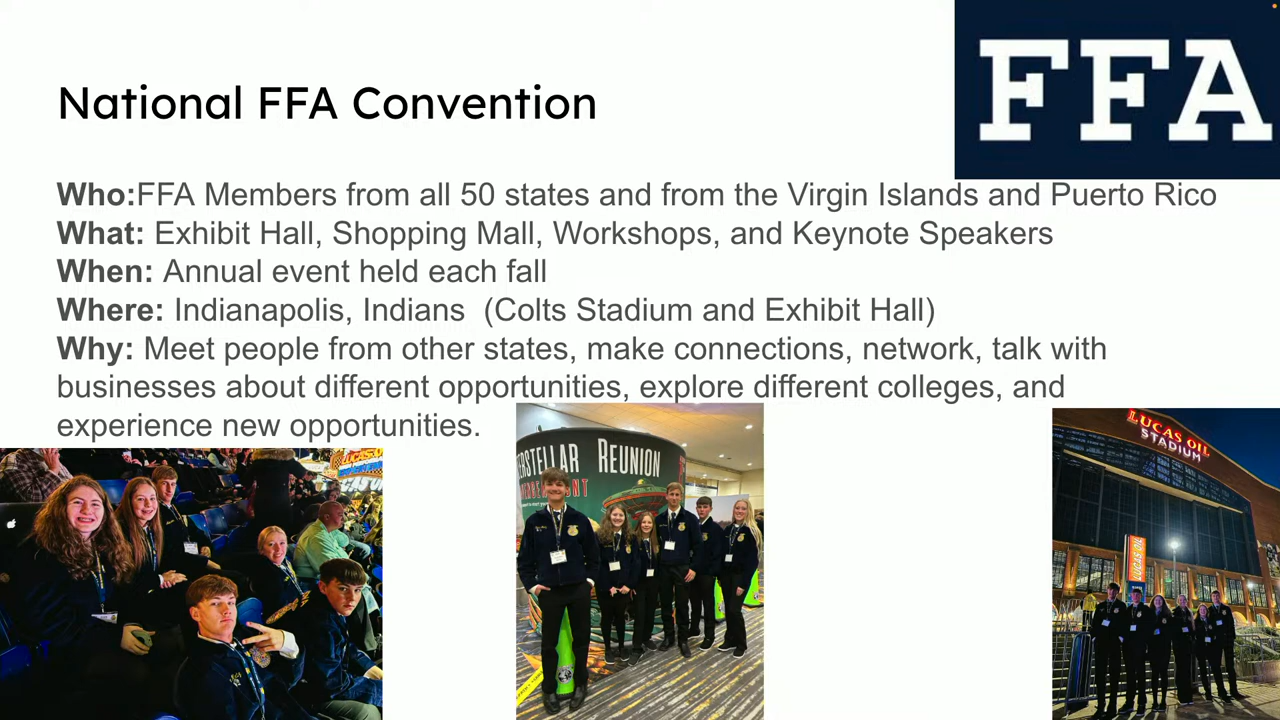 FFA
National FFA Convention
Who:FFA Members from all 50 states and from the Virgin Islands and Puerto Rico
What: Exhibit Hall, Shopping Mall, Workshops, and Keynote Speakers
When: Annual event held each fall
Where: Indianapolis, Indians  (Colts Stadium and Exhibit Hall)
Why: Meet people from other states, make connections, network, talk with
businesses about different opportunities, explore different colleges, and
experience new opportunities.
REUNION
LUCAS OIL
STADIUM